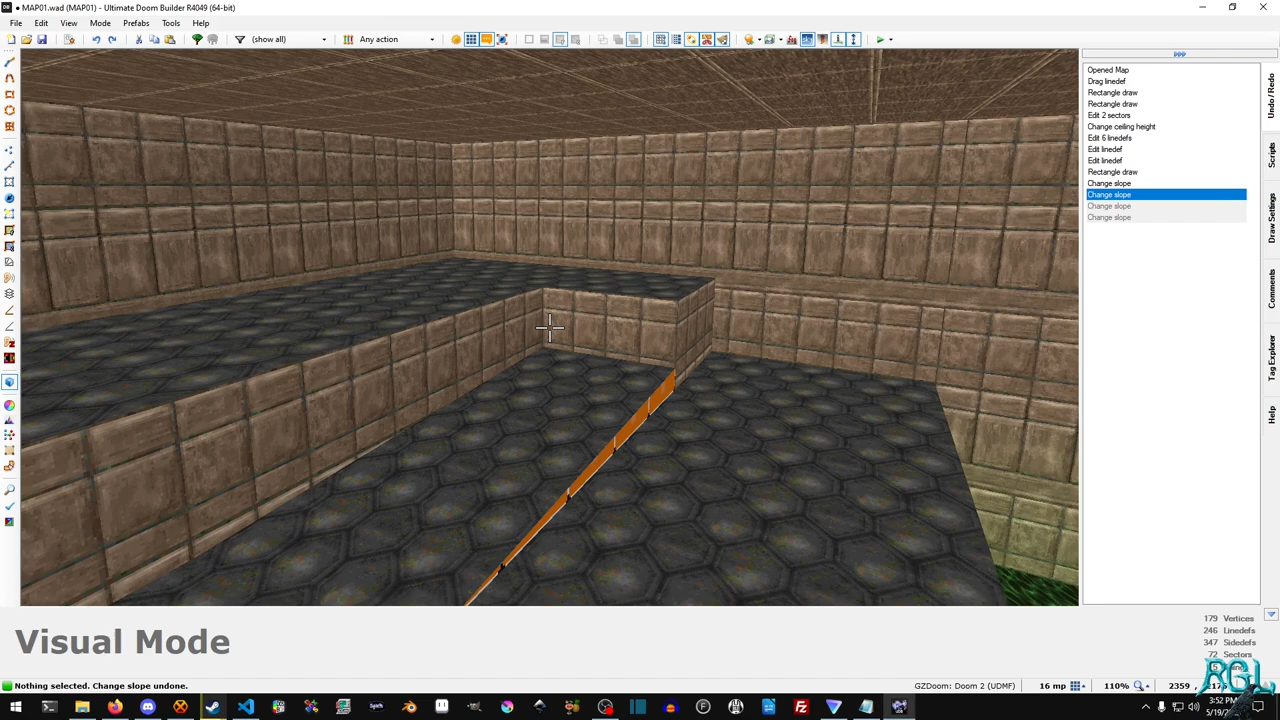 ● MAP01.wad (MAP01) - Ultimate Doom Builder R4049 (64-bit)
File Edit View Mode Prefabs Tools Help
(show all) Any action
Opened Map
Drag linedef
Rectangle draw
Rectangle draw
Edit 2 sectors
Change ceiling height
Edit 6 linedefs
Edit linedef
Edit linedef
Rectangle draw
Change slope
Change slope
Change slope
Change slope
Undo / Redo
Scripts
Draw Settings
Comments
Tag Explorer
Help
Visual Mode
179 Vertices
246 Linedefs
347 Sidedefs
72 Sectors
RGL
Nothing selected. Change slope undone.
GZDoom: Doom 2 (UDMF) 16 mp 110% 2359 ,
3:52 PM